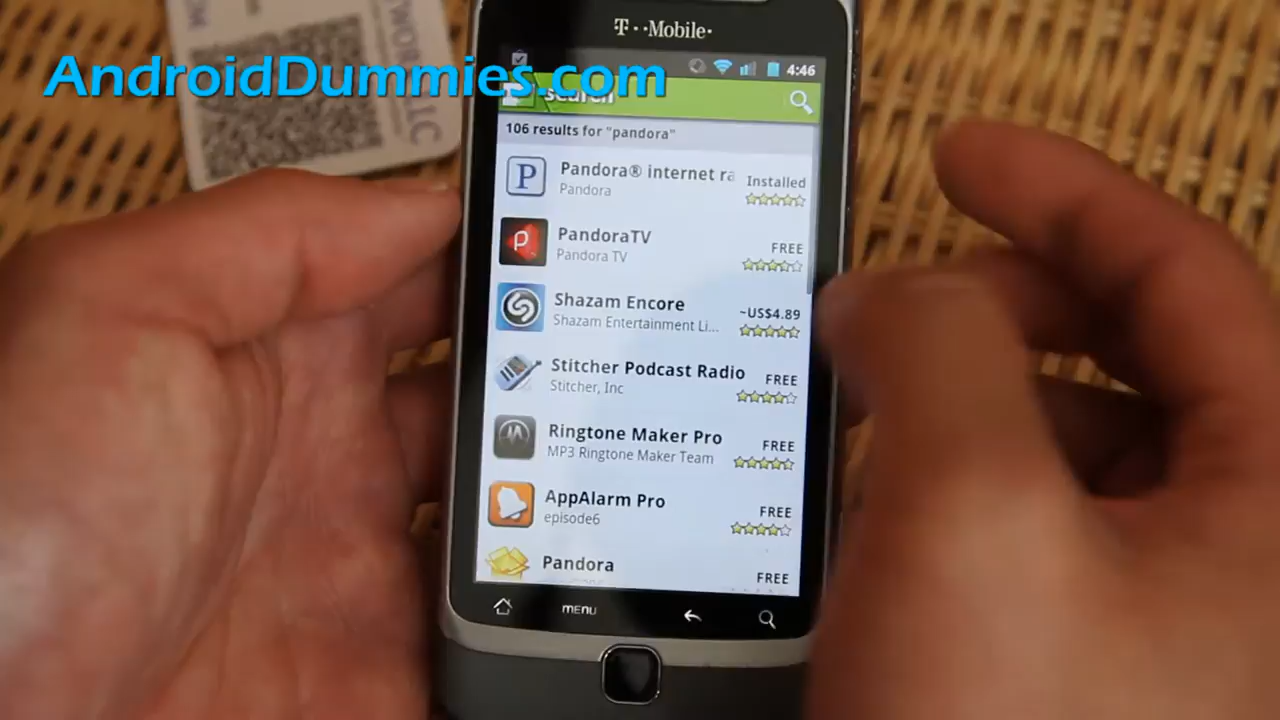 T··Mobile·
AndroidDummies.com
4:46
search
106 results for "pandora"
Pandora® internet ra
Installed
Pandora
PandoraTV
FREE
Pandora TV
Shazam Encore
~US$4.89
Shazam Entertainment Li...
Stitcher Podcast Radio
FREE
Stitcher, Inc
Ringtone Maker Pro
FREE
MP3 Ringtone Maker Team
AppAlarm Pro
FREE
episode6
Pandora
FREE
MENU